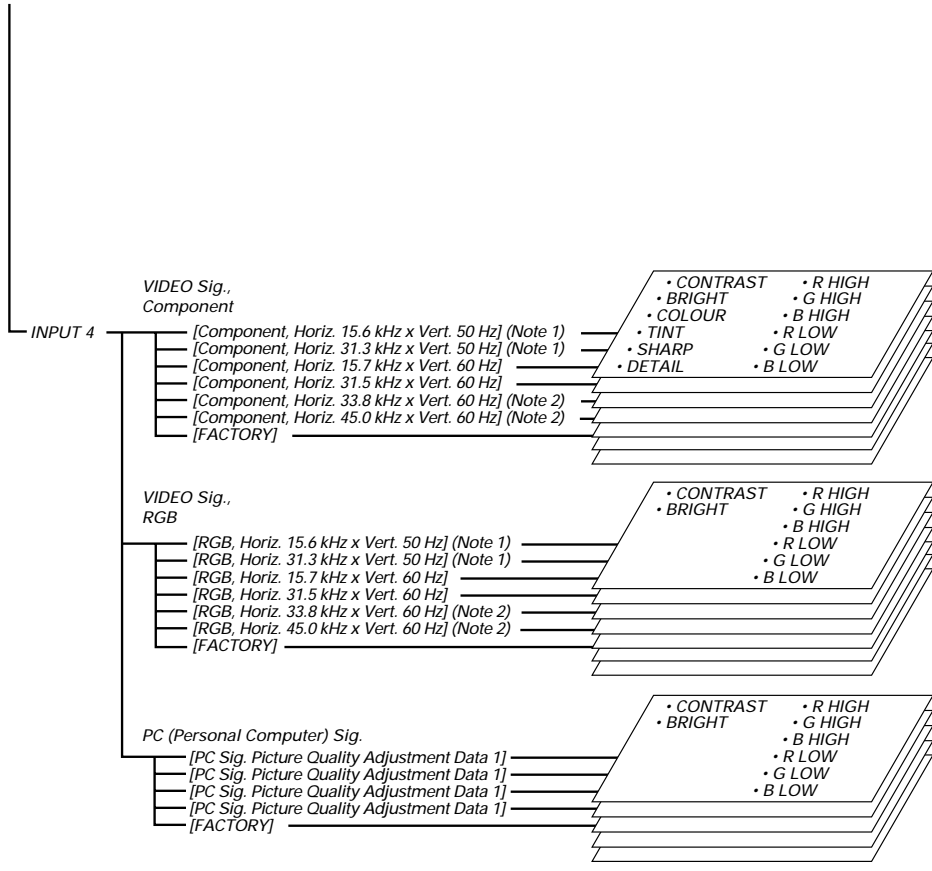 VIDEO Sig.,
Component
INPUT 4
[Component, Horiz. 15.6 kHz x Vert. 50 Hz] (Note 1)
[Component, Horiz. 31.3 kHz x Vert. 50 Hz] (Note 1)
[Component, Horiz. 15.7 kHz x Vert. 60 Hz]
[Component, Horiz. 31.5 kHz x Vert. 60 Hz]
[Component, Horiz. 33.8 kHz x Vert. 60 Hz] (Note 2)
[Component, Horiz. 45.0 kHz x Vert. 60 Hz] (Note 2)
[FACTORY]
• CONTRAST • R HIGH
• BRIGHT • G HIGH
• COLOUR • B HIGH
• TINT • R LOW
• SHARP • G LOW
• DETAIL • B LOW
VIDEO Sig.,
RGB
[RGB, Horiz. 15.6 kHz x Vert. 50 Hz] (Note 1)
[RGB, Horiz. 31.3 kHz x Vert. 50 Hz] (Note 1)
[RGB, Horiz. 15.7 kHz x Vert. 60 Hz]
[RGB, Horiz. 31.5 kHz x Vert. 60 Hz]
[RGB, Horiz. 33.8 kHz x Vert. 60 Hz] (Note 2)
[RGB, Horiz. 45.0 kHz x Vert. 60 Hz] (Note 2)
[FACTORY]
• CONTRAST • R HIGH
• BRIGHT • G HIGH
• B HIGH
• R LOW
• G LOW
• B LOW
PC (Personal Computer) Sig.
[PC Sig. Picture Quality Adjustment Data 1]
[PC Sig. Picture Quality Adjustment Data 1]
[PC Sig. Picture Quality Adjustment Data 1]
[PC Sig. Picture Quality Adjustment Data 1]
[FACTORY]
• CONTRAST • R HIGH
• BRIGHT • G HIGH
• B HIGH
• R LOW
• G LOW
• B LOW